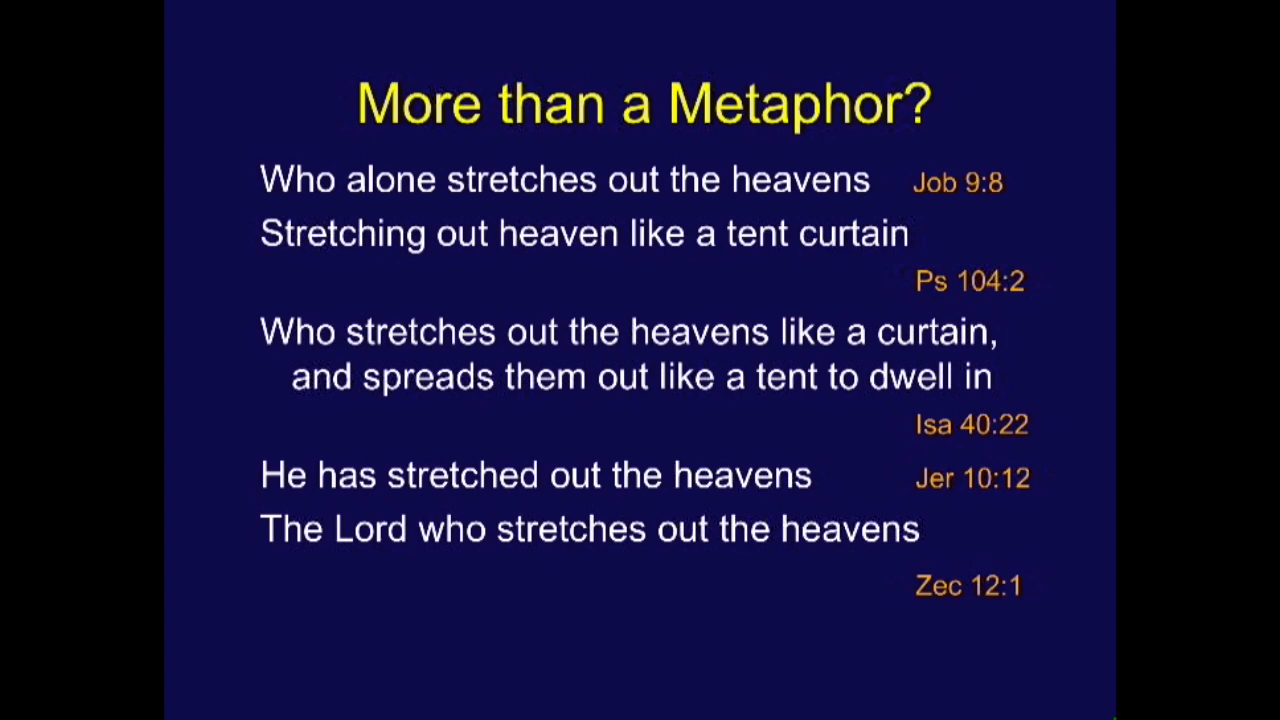 More than a Metaphor?
Who alone stretches out the heavens Job 9:8
Stretching out heaven like a tent curtain
Ps 104:2
Who stretches out the heavens like a curtain,
and spreads them out like a tent to dwell in
Isa 40:22
He has stretched out the heavens Jer 10:12
The Lord who stretches out the heavens
Zec 12:1